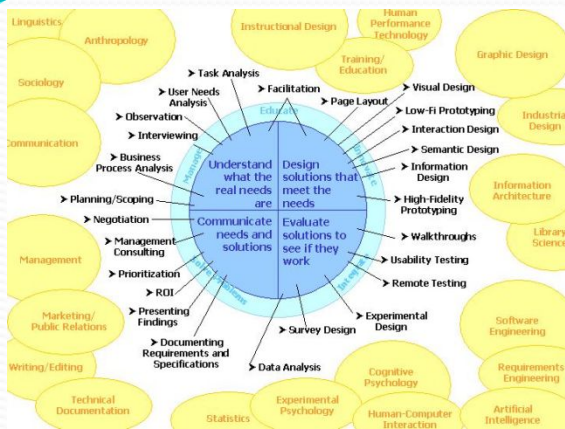 Linguistics
Anthropology
Sociology
Communication
Instructional Design
Human
Performance
Technology
Training/
Education
Graphic Design
Industrial
Design
Information
Architecture
Library
Science
Management
Marketing/
Public Relations
Writing/Editing
Technical
Documentation
Statistics
Experimental
Psychology
Cognitive
Psychology
Human-Computer
Interaction
Software
Engineering
Requirements
Engineering
Artificial
Intelligence
Task Analysis
User Needs
Analysis
Observation
Interviewing
Business
Process Analysis
Planning/Scoping
Negotiation
Management
Consulting
Prioritization
ROI
Presenting
Findings
Documenting
Requirements and
Specifications
Facilitation
Page Layout
Visual Design
Low-Fi Prototyping
Interaction Design
Semantic Design
Information
Design
High-Fidelity
Prototyping
Walkthroughs
Usability Testing
Remote Testing
Experimental
Design
Survey Design
Data Analysis
Educate
Manage
Integrate
Understand
what the
real needs
are
Design
solutions that
meet the
needs
Communicate
needs and
solutions
Evaluate
solutions to
see if they
work